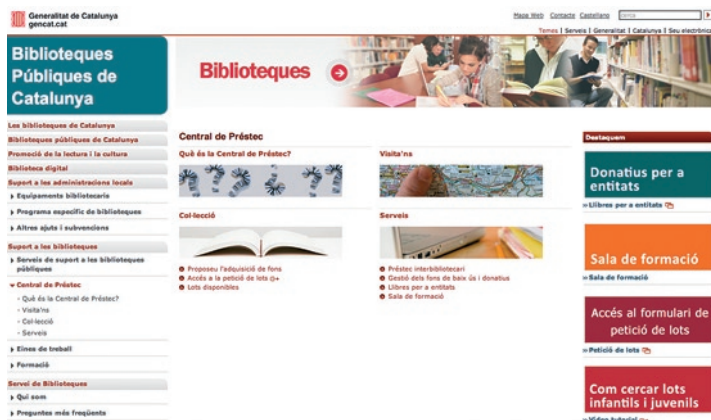 Generalitat de Catalunya
gencat.cat
Mapa Web Contacte Castellano cerca
Temes | Serveis | Generalitat | Catalunya | Seu electrònica
Biblioteques
Públiques de
Catalunya
Biblioteques
Les biblioteques de Catalunya
Biblioteques públiques de Catalunya
Promoció de la lectura i la cultura
Biblioteca digital
Suport a les administracions locals
Equipaments bibliotecaris
Programa específic de biblioteques
Altres ajuts i subvencions
Suport a les biblioteques
Serveis de suport a les biblioteques
públiques
Central de Préstec
- Què és la Central de Préstec?
- Visita'ns
- Col·lecció
- Serveis
Eines de treball
Formació
Servei de Biblioteques
Qui som
Preguntes més freqüents
Central de Préstec
Què és la Central de Préstec?
Visita'ns
Col·lecció
Proposeu l'adquisició de fons
Accés a la petició de lots
Lots disponibles
Serveis
Préstec interbibliotecari
Gestió dels fons de baix ús i donatius
Llibres per a entitats
Sala de formació
Destaquem
Donatius per a
entitats
Llibres per a entitats
Sala de formació
Sala de formació
Accés al formulari de
petició de lots
Petició de lots
Com cercar lots
infantils i juvenils
Vídeo tutorial